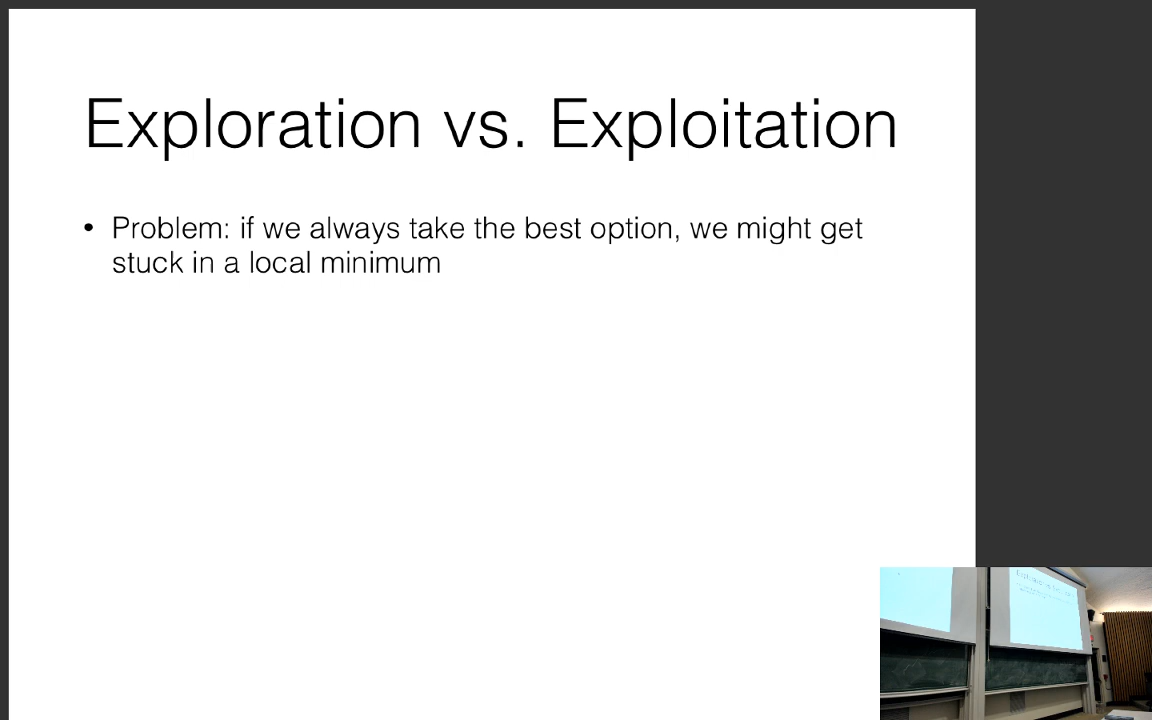 Exploration vs. Exploitation
• Problem: if we always take the best option, we might get
stuck in a local minimum